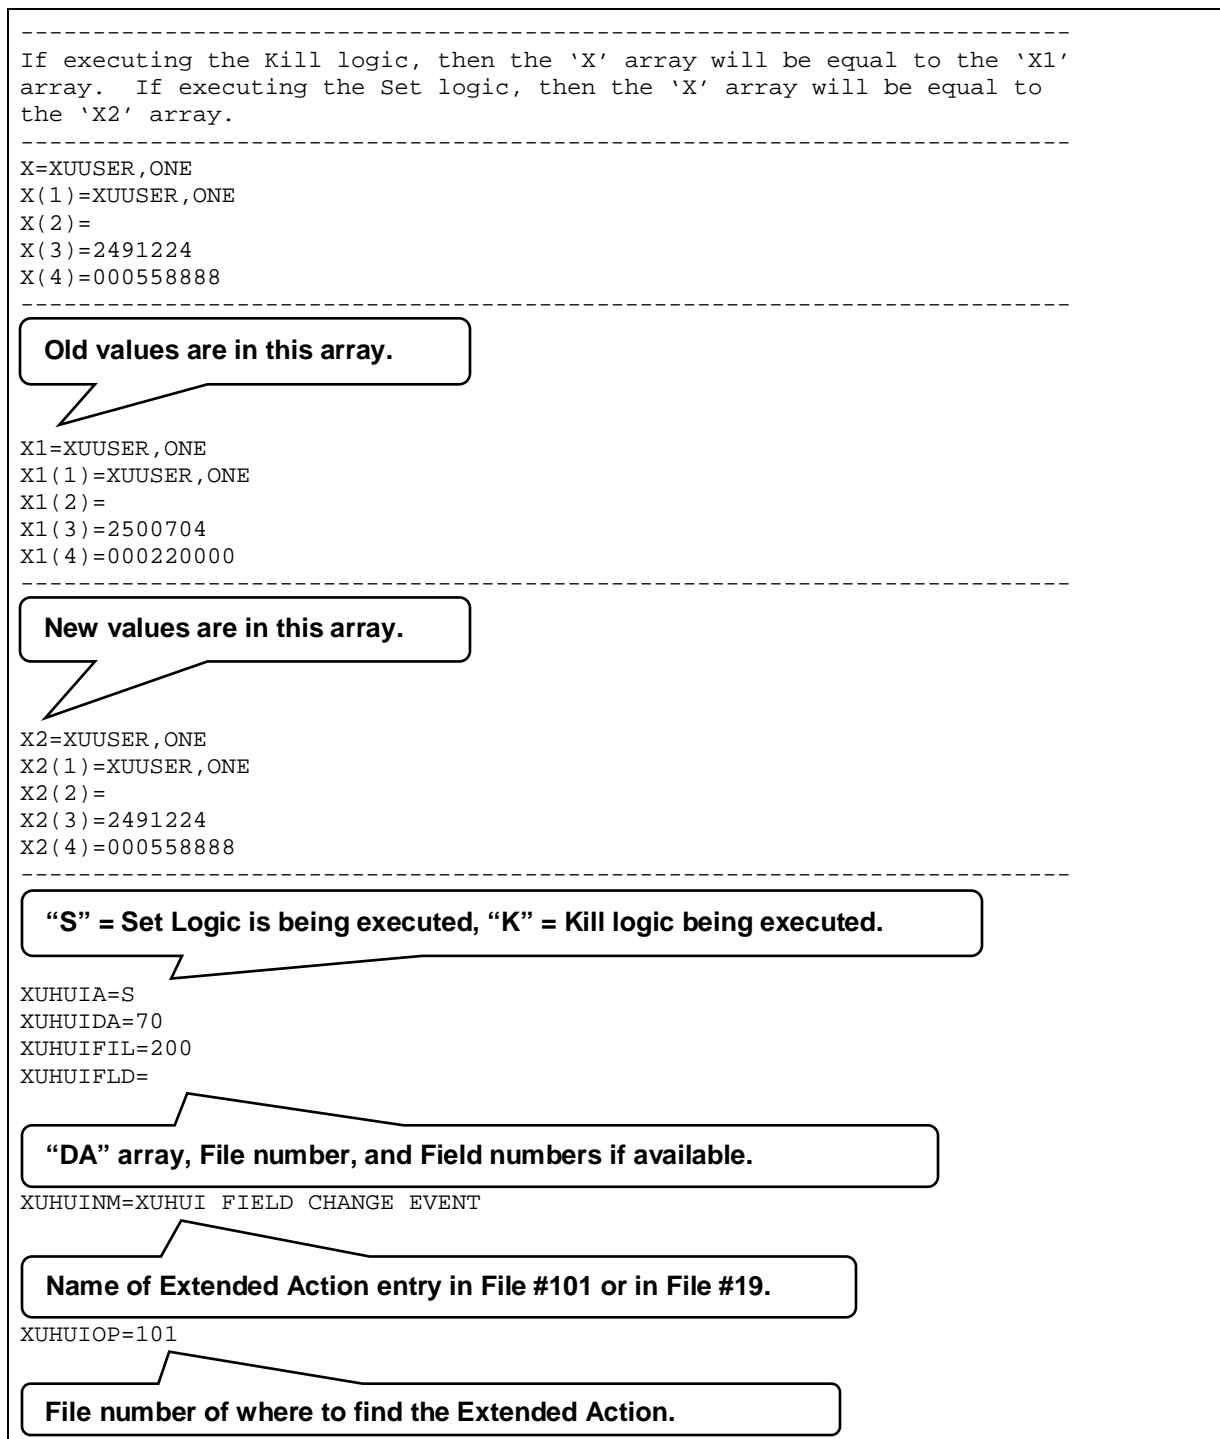 -------------------------------------------------------------------------
If executing the Kill logic, then the ‘X’ array will be equal to the ‘X1’
array.  If executing the Set logic, then the ‘X’ array will be equal to
the ‘X2’ array.
-------------------------------------------------------------------------
X=XUUSER,ONE
X(1)=XUUSER,ONE
X(2)=
X(3)=2491224
X(4)=000558888
-------------------------------------------------------------------------
Old values are in this array.
X1=XUUSER,ONE
X1(1)=XUUSER,ONE
X1(2)=
X1(3)=2500704
X1(4)=000220000
-------------------------------------------------------------------------
New values are in this array.
X2=XUUSER,ONE
X2(1)=XUUSER,ONE
X2(2)=
X2(3)=2491224
X2(4)=000558888
-------------------------------------------------------------------------
“S” = Set Logic is being executed, “K” = Kill logic being executed.
XUHUIA=S
XUHUIDA=70
XUHUIFIL=200
XUHUIFLD=
“DA” array, File number, and Field numbers if available.
XUHUINM=XUHUI FIELD CHANGE EVENT
Name of Extended Action entry in File #101 or in File #19.
XUHUIOP=101
File number of where to find the Extended Action.